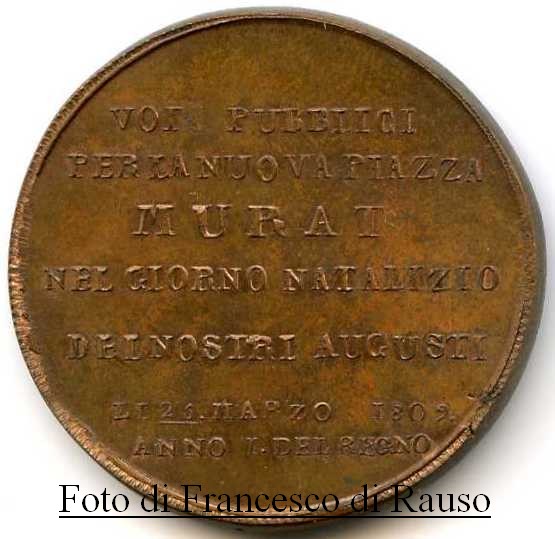 VOTI PUBBLICI
PER LA NUOVA PIAZZA
MURAT
NEL GIORNO NATALIZIO
DEI NOSTRI AUGUSTI
LI 25. MARZO 1809.
ANNO I. DEL REGNO
Foto di Francesco di Rauso